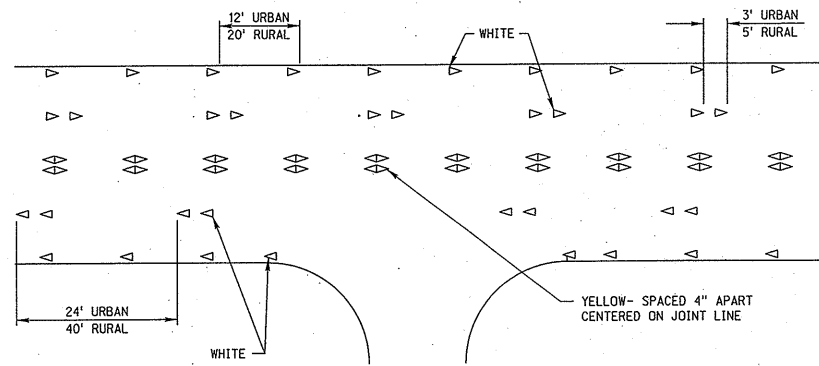 12' URBAN
20' RURAL
WHITE
3' URBAN
5' RURAL
24' URBAN
40' RURAL
WHITE
YELLOW- SPACED 4" APART
CENTERED ON JOINT LINE